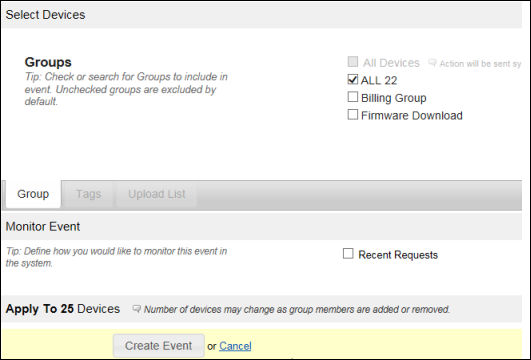 Select Devices
Groups
Tip: Check or search for Groups to include in
event. Unchecked groups are excluded by
default.
All Devices Action will be sent sy
ALL 22
Billing Group
Firmware Download
Group Tags Upload List
Monitor Event
Tip: Define how you would like to monitor this event in
the system.
Recent Requests
Apply To 25 Devices Number of devices may change as group members are added or removed.
Create Event or Cancel